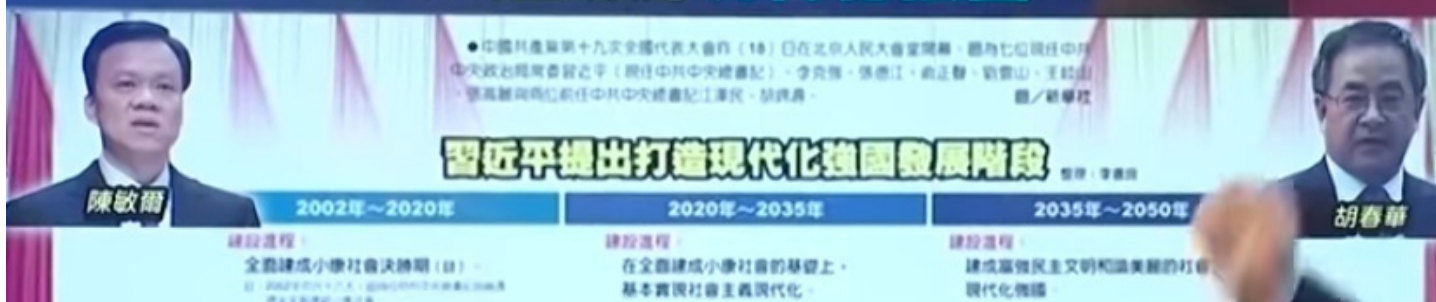 ●中國共產黨第十九次全國代表大會昨（18）日在北京人民大會堂開幕，圖為七位現任中共
中央政治局常委習近平（現任中共中央總書記）、李克強、張德江、俞正聲、劉雲山、王岐山
、張高麗與兩位前任中共中央總書記江澤民、胡錦濤。 圖／新華社
習近平提出打造現代化強國發展階段
整理：李書良
陳敏爾
胡春華
2002年～2020年 2020年～2035年 2035年～2050年
建設進程： 建設進程： 建設進程：
全面建成小康社會決勝期（註）。 在全面建成小康社會的基礎上， 建成富強民主文明和諧美麗的社會
基本實現社會主義現代化。 現代化強國